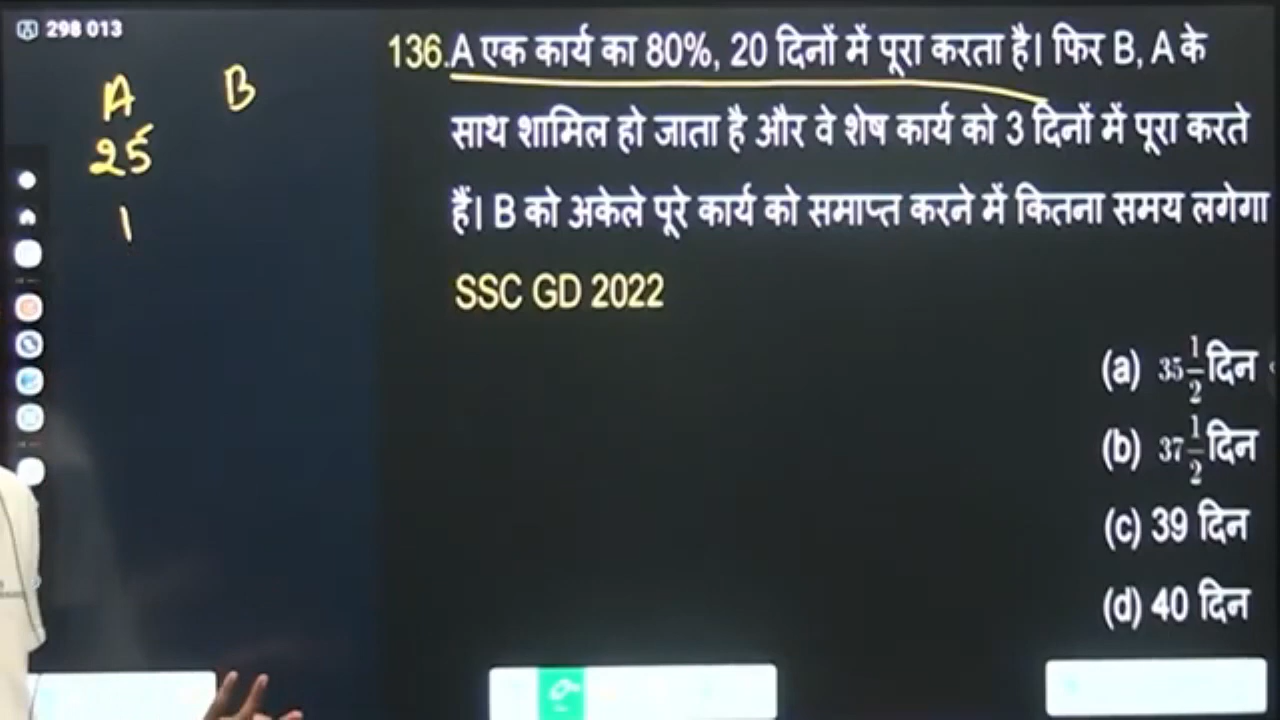 298 013
A B
25
1
136.A एक कार्य का 80%, 20 दिनों में पूरा करता है। फिर B, A के
साथ शामिल हो जाता है और वे शेष कार्य को 3 दिनों में पूरा करते
हैं। B को अकेले पूरे कार्य को समाप्त करने में कितना समय लगेगा
SSC GD 2022
(a) 35 1/2 दिन
(b) 37 1/2 दिन
(c) 39 दिन
(d) 40 दिन